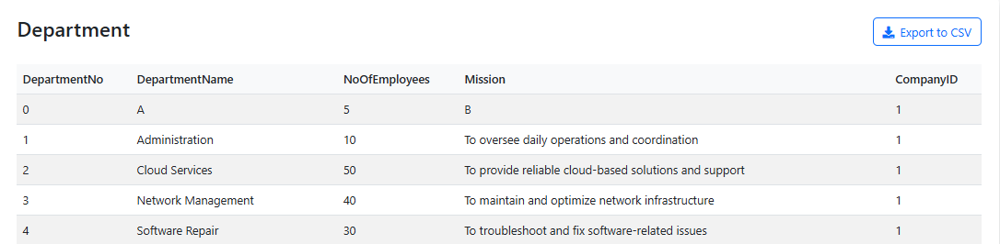 Department
Export to CSV
DepartmentNo DepartmentName NoOfEmployees Mission CompanyID
0 A 5 B 1
1 Administration 10 To oversee daily operations and coordination 1
2 Cloud Services 50 To provide reliable cloud-based solutions and support 1
3 Network Management 40 To maintain and optimize network infrastructure 1
4 Software Repair 30 To troubleshoot and fix software-related issues 1